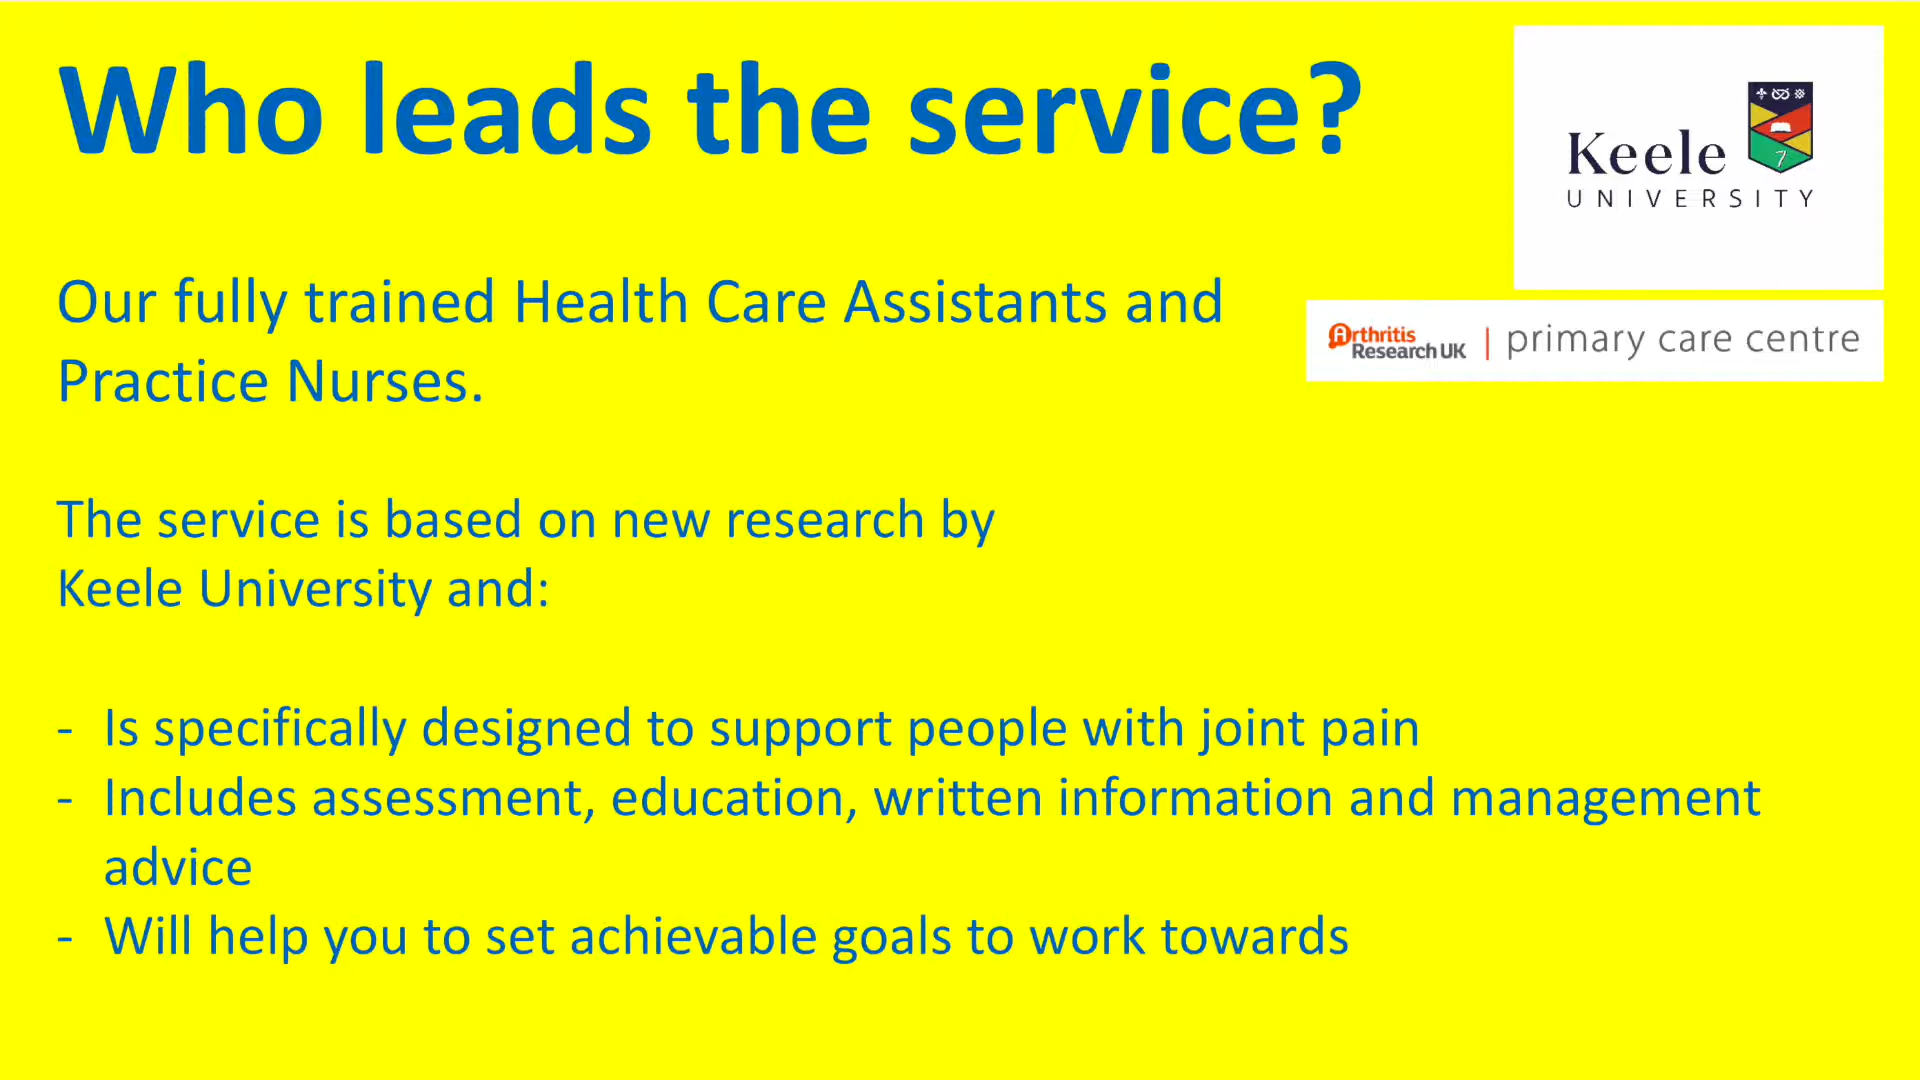 Who leads the service?
Keele
UNIVERSITY
Our fully trained Health Care Assistants and
Practice Nurses.
Arthritis
Research UK | primary care centre
The service is based on new research by
Keele University and:
- Is specifically designed to support people with joint pain
- Includes assessment, education, written information and management
advice
- Will help you to set achievable goals to work towards